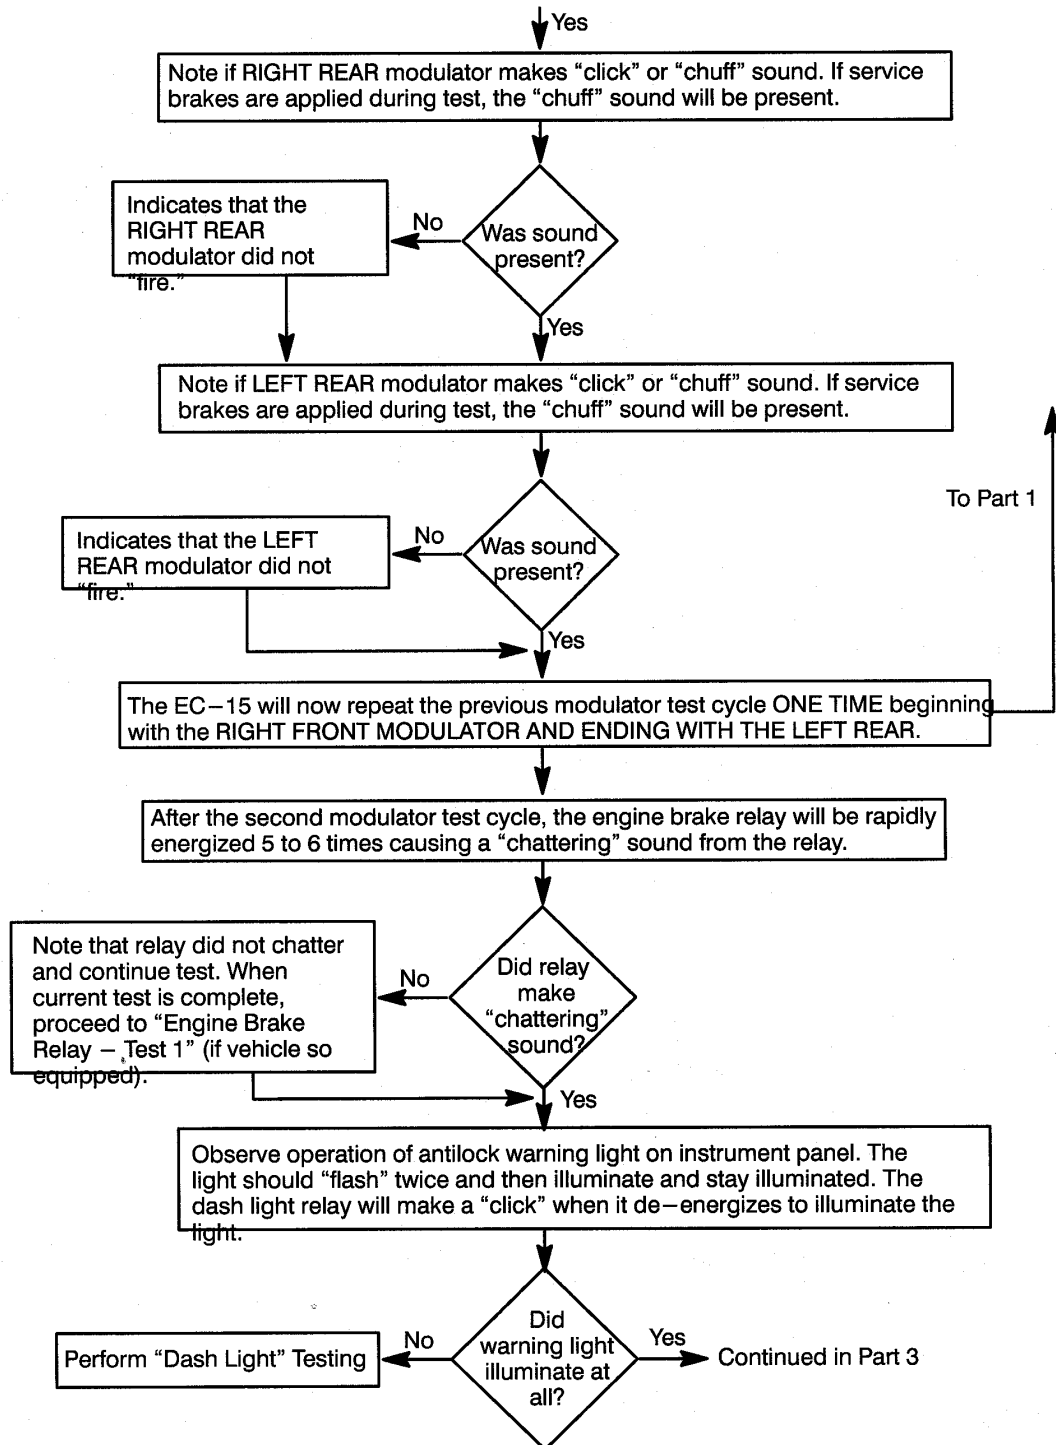 Yes
Note if RIGHT REAR modulator makes “click” or “chuff” sound. If service
brakes are applied during test, the “chuff” sound will be present.
Indicates that the
RIGHT REAR
modulator did not
“fire.”
No
Was sound
present?
Yes
Note if LEFT REAR modulator makes “click” or “chuff” sound. If service
brakes are applied during test, the “chuff” sound will be present.
To Part 1
Indicates that the LEFT
REAR modulator did not
“fire.”
No
Was sound
present?
Yes
The EC–15 will now repeat the previous modulator test cycle ONE TIME beginning
with the RIGHT FRONT MODULATOR AND ENDING WITH THE LEFT REAR.
After the second modulator test cycle, the engine brake relay will be rapidly
energized 5 to 6 times causing a “chattering” sound from the relay.
Note that relay did not chatter
and continue test. When
current test is complete,
proceed to “Engine Brake
Relay – Test 1” (if vehicle so
equipped).
No
Did relay
make
“chattering”
sound?
Yes
Observe operation of antilock warning light on instrument panel. The
light should “flash” twice and then illuminate and stay illuminated. The
dash light relay will make a “click” when it de–energizes to illuminate the
light.
Perform “Dash Light” Testing
No
Did
warning light
illuminate at
all?
Yes
Continued in Part 3